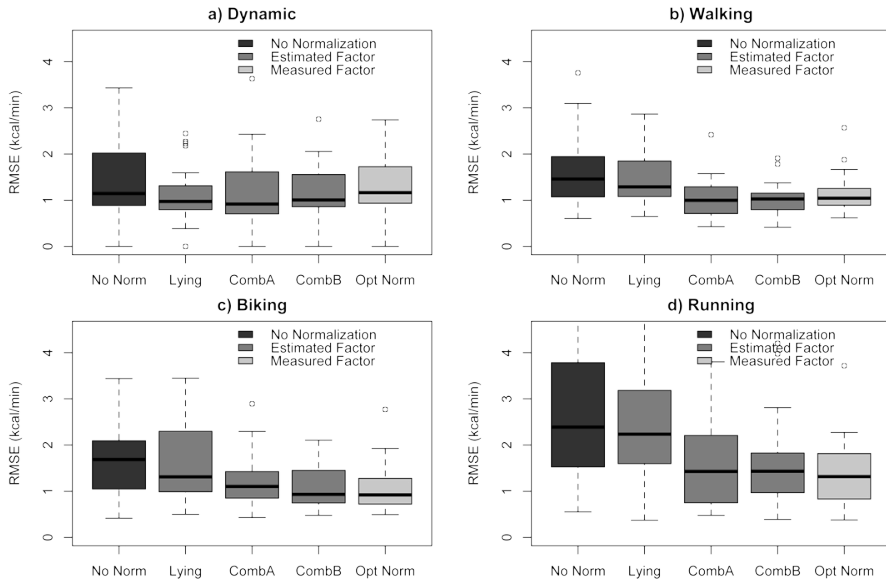 a) Dynamic
No Normalization
Estimated Factor
Measured Factor
RMSE (kcal/min)
4
3
2
1
0
No Norm Lying CombA CombB Opt Norm
b) Walking
No Normalization
Estimated Factor
Measured Factor
RMSE (kcal/min)
4
3
2
1
0
No Norm Lying CombA CombB Opt Norm
c) Biking
No Normalization
Estimated Factor
Measured Factor
RMSE (kcal/min)
4
3
2
1
0
No Norm Lying CombA CombB Opt Norm
d) Running
No Normalization
Estimated Factor
Measured Factor
RMSE (kcal/min)
4
3
2
1
0
No Norm Lying CombA CombB Opt Norm